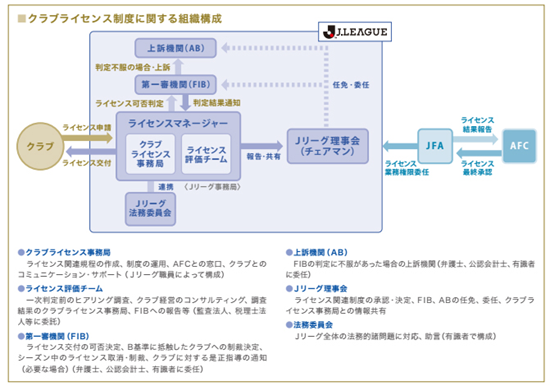 ■クラブライセンス制度に関する組織構成
J.LEAGUE
上訴機関(AB)
判定不服の場合・上訴
第一審機関(FIB)
任免・委任
ライセンス可否判定
判定結果通知
ライセンスマネージャー
ライセンス申請
クラブ
ライセンス交付
クラブ
ライセンス
事務局
ライセンス
評価チーム
報告・共有
Jリーグ理事会
(チェアマン)
ライセンス
結果報告
JFA
AFC
ライセンス
業務権限委任
ライセンス
最終承認
連携
〈Jリーグ事務局〉
Jリーグ
法務委員会
●クラブライセンス事務局
ライセンス関連規程の作成、制度の運用、AFCとの窓口、クラブとの
コミュニケーション・サポート(Jリーグ職員によって構成)
●ライセンス評価チーム
一次判定前のヒアリング調査、クラブ経営のコンサルティング、調査
結果のクラブライセンス事務局、FIBへの報告等(監査法人、税理士法
人等に委託)
●第一審機関(FIB)
ライセンス交付の可否決定、B基準に抵触したクラブへの制裁決定、
シーズン中のライセンス取消・制裁、クラブに対する是正指導の通知
(必要な場合)(弁護士、公認会計士、有識者に委任)
●上訴機関(AB)
FIBの判定に不服があった場合の上訴機関(弁護士、公認会計士、有識者
に委任)
●Jリーグ理事会
ライセンス関連制度の承認・決定、FIB、ABの任免、委任、クラブライ
センス事務局との情報共有
●法務委員会
Jリーグ全体の法務的諸問題に対応、助言(有識者で構成)